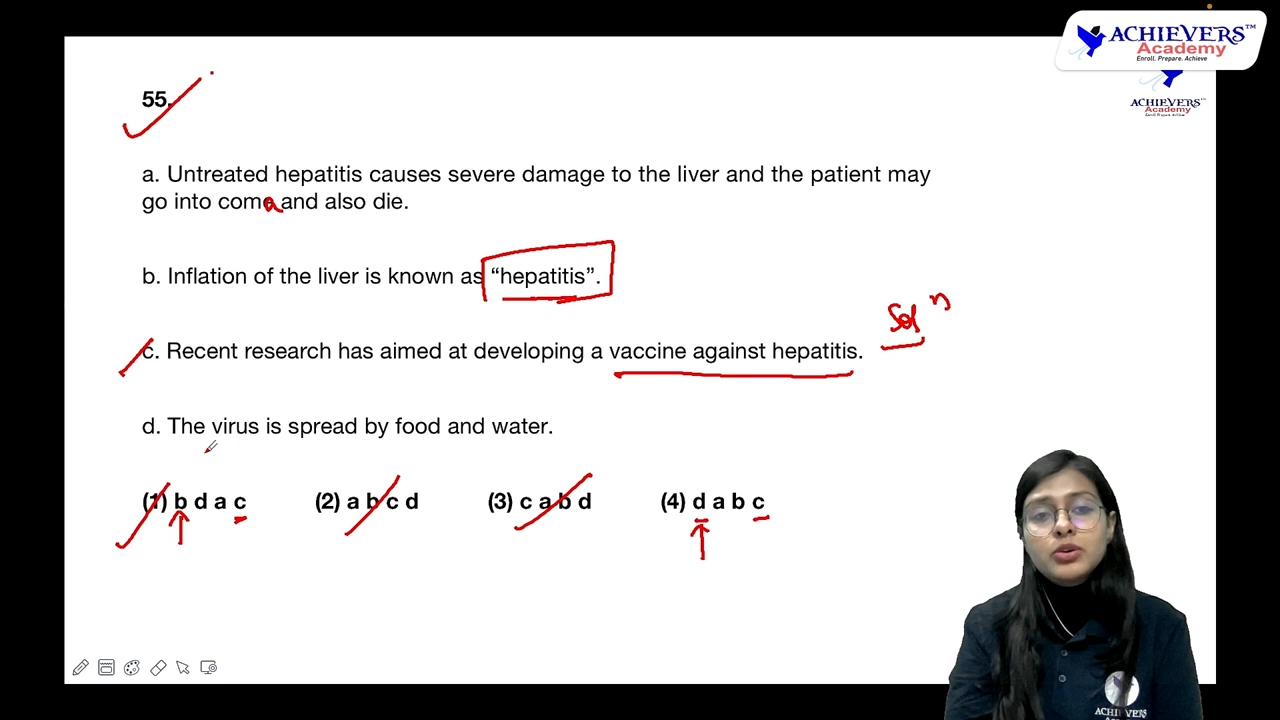 ACHIEVERS™
Academy
Enroll. Prepare. Achieve
ACHIEVERS™
Academy
55.
a. Untreated hepatitis causes severe damage to the liver and the patient may
go into coma and also die.
b. Inflation of the liver is known as “hepatitis”.
Sol n
c. Recent research has aimed at developing a vaccine against hepatitis.
d. The virus is spread by food and water.
(1) b d a c (2) a b c d (3) c a b d (4) d a b c
ACHIEVERS